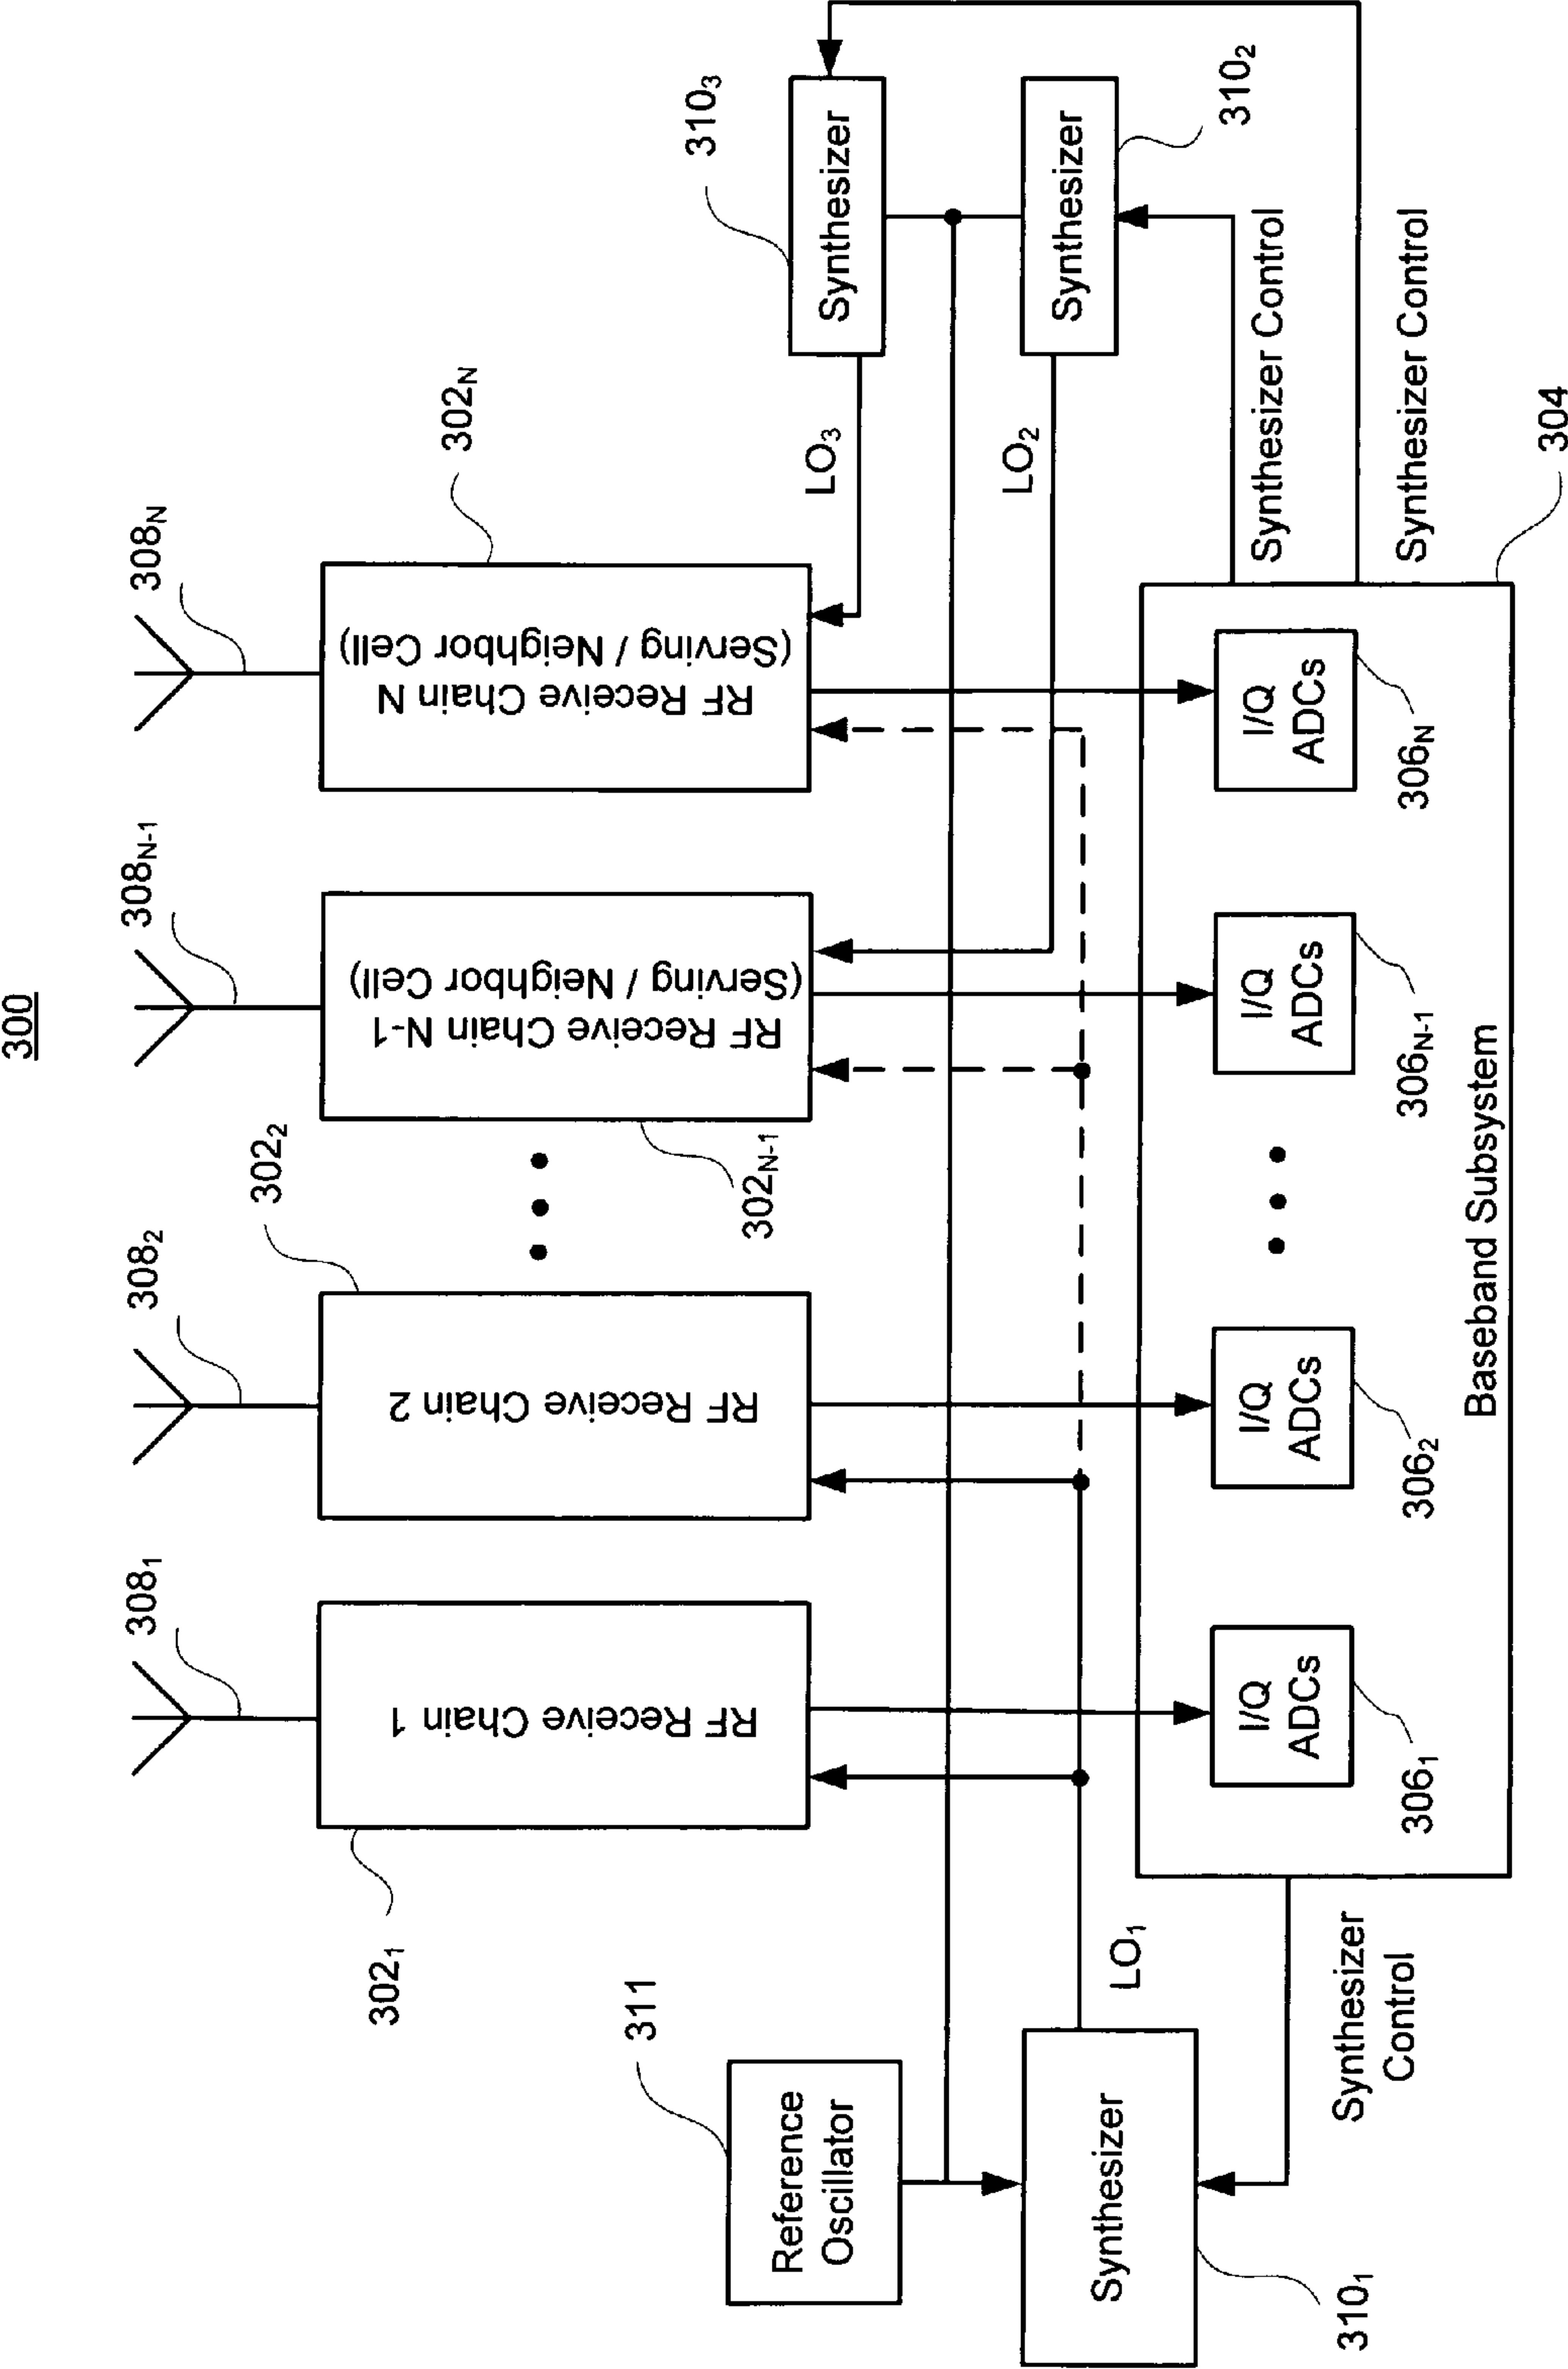 300
308₁
308₂
308N-1
308N
302₁
302₂
302N-1
302N
RF Receive Chain 1
RF Receive Chain 2
RF Receive Chain N-1
(Serving / Neighbor Cell)
RF Receive Chain N
(Serving / Neighbor Cell)
311
Reference
Oscillator
Synthesizer
310₁
LO₁
Synthesizer
Control
LO₃
LO₂
310₃
Synthesizer
Synthesizer
310₂
Synthesizer Control
Synthesizer Control
304
I/Q
ADCs
I/Q
ADCs
I/Q
ADCs
I/Q
ADCs
306₁
306₂
306N-1
306N
Baseband Subsystem